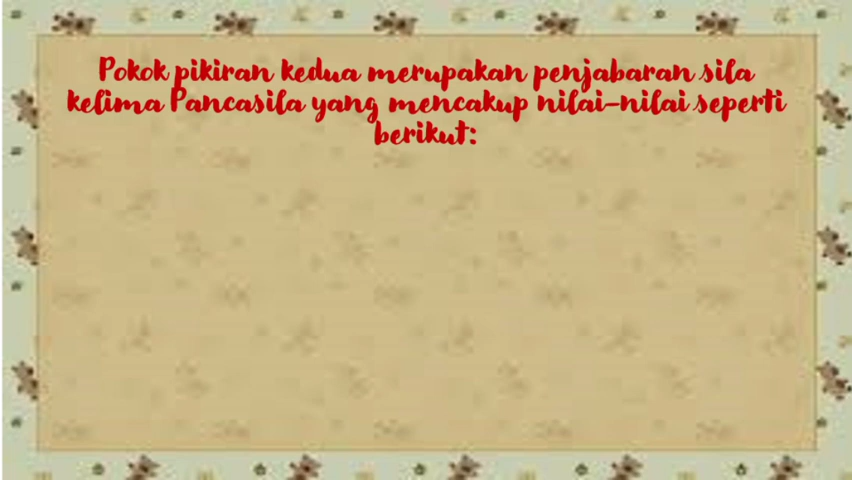 Pokok pikiran kedua merupakan penjabaran sila
kelima Pancasila yang mencakup nilai-nilai seperti
berikut: